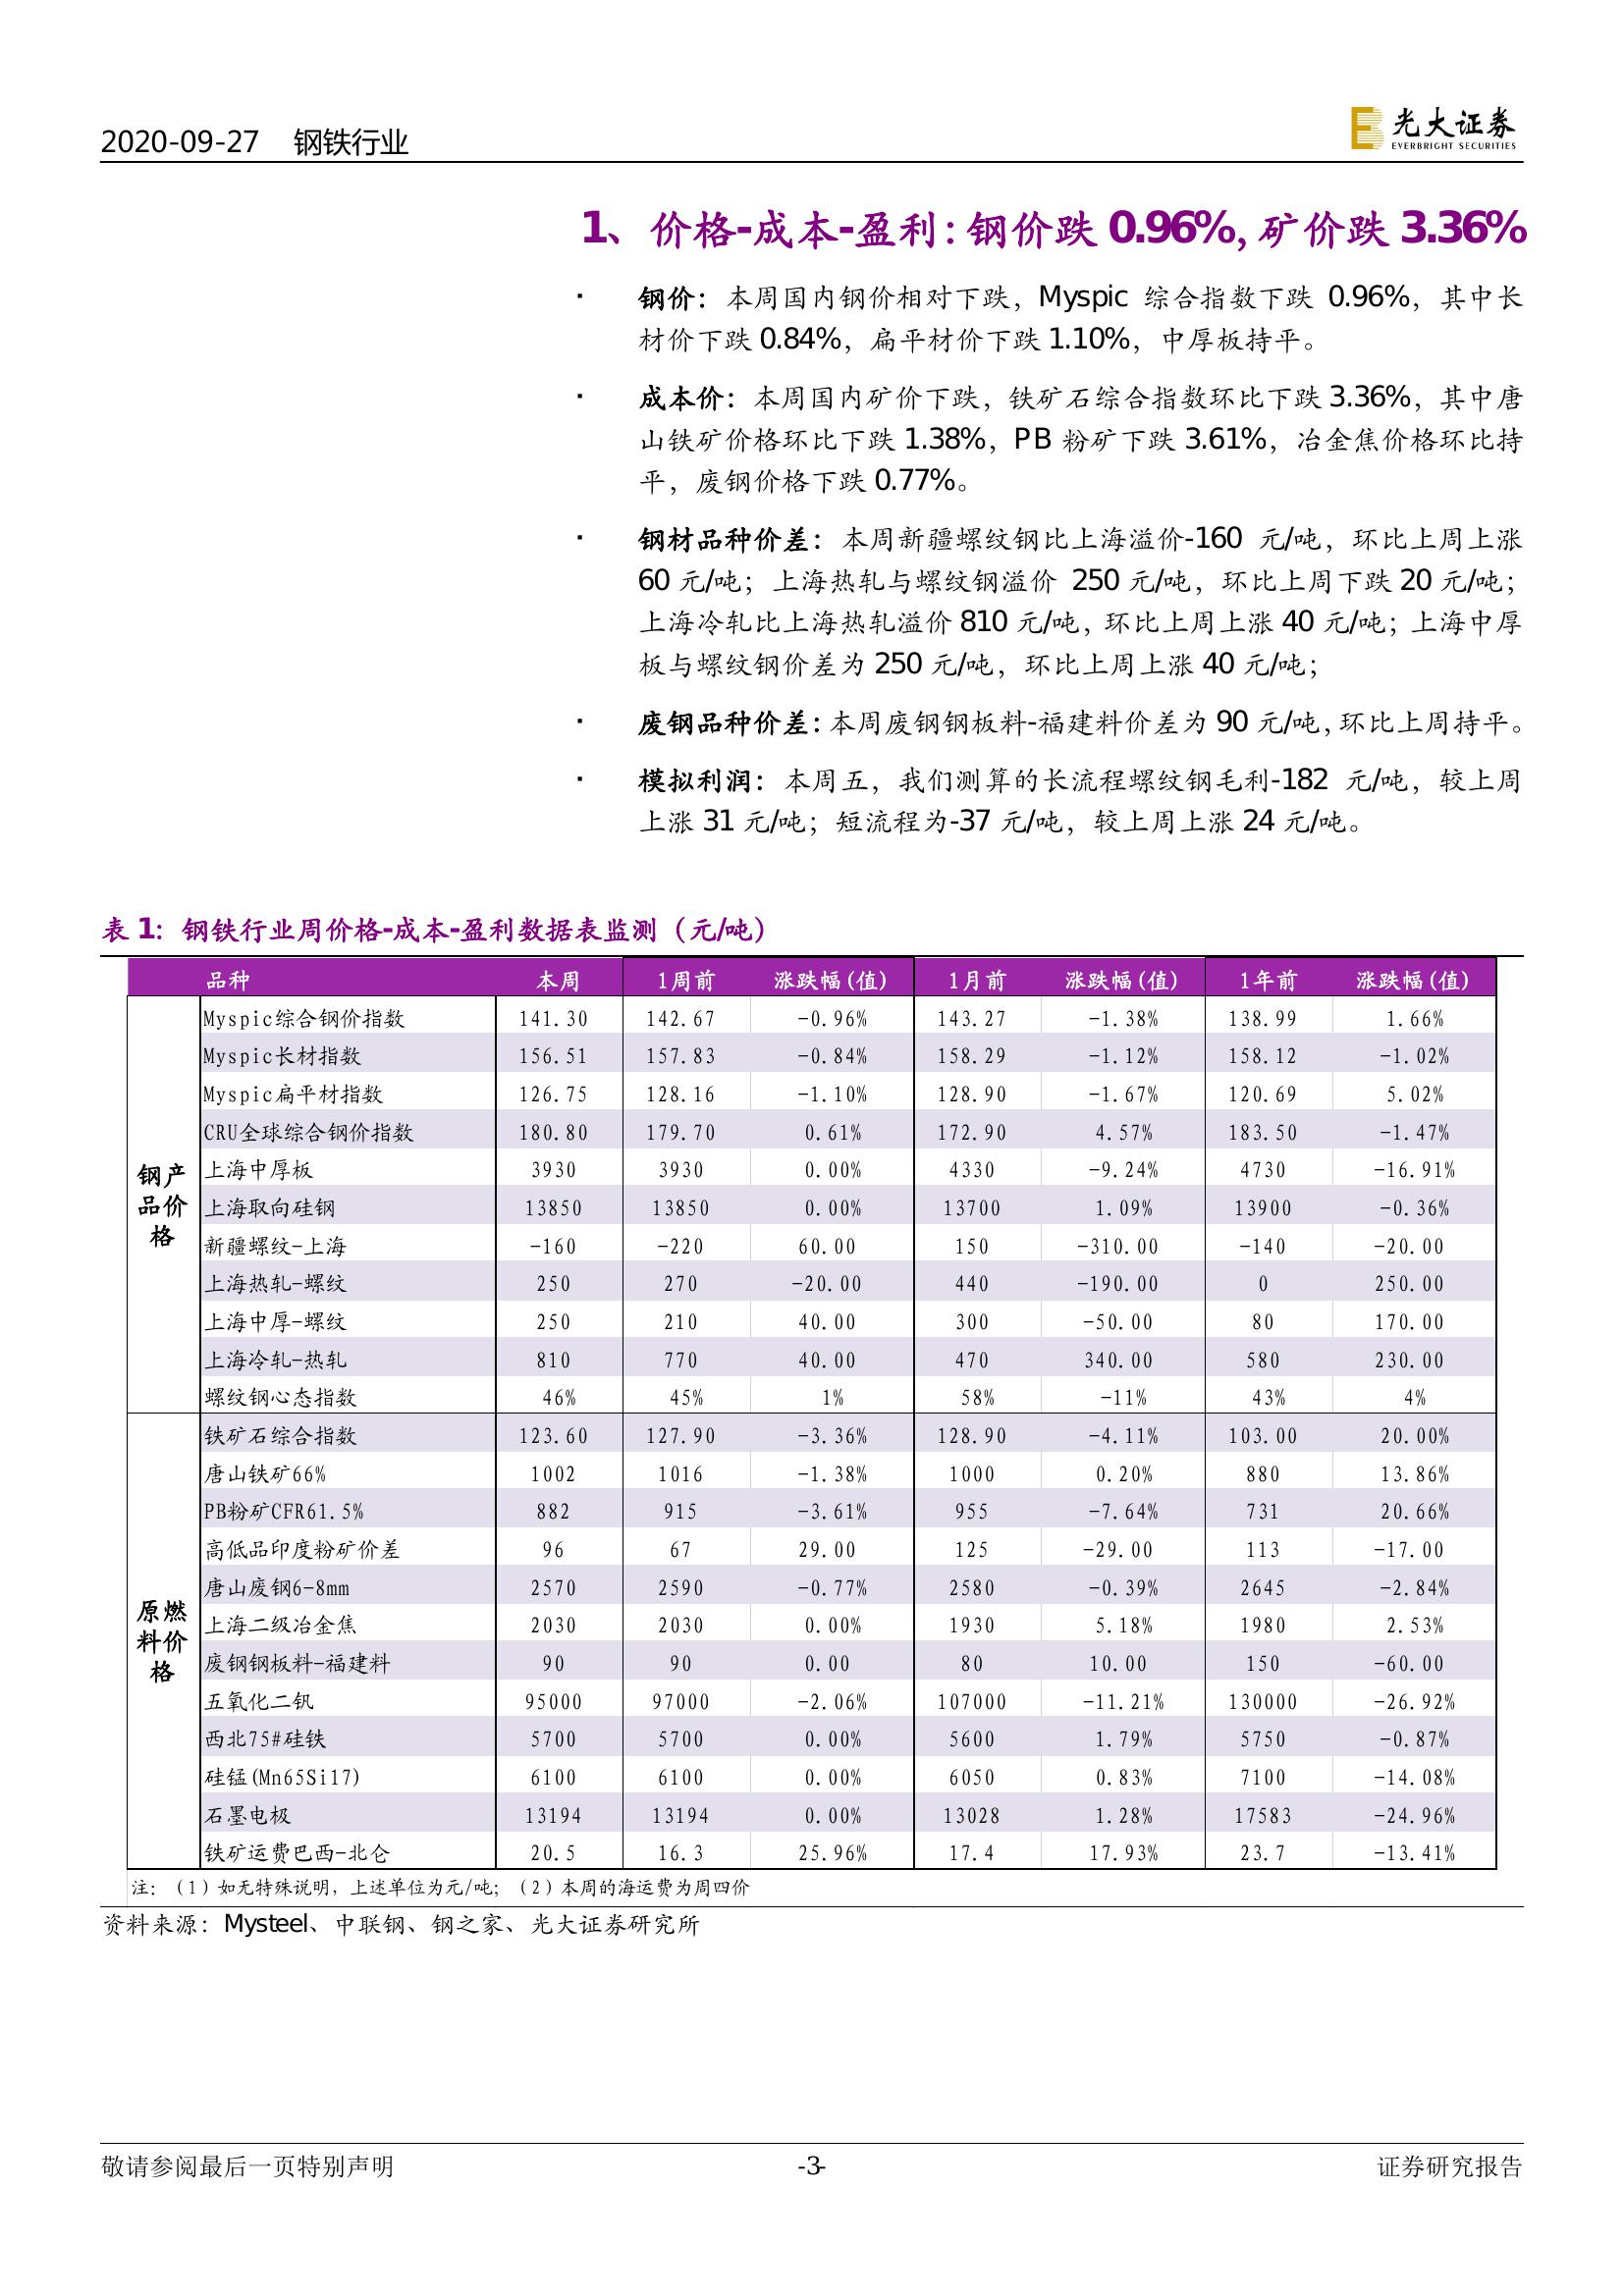 2020-09-27 钢铁行业
光大证券
EVERBRIGHT SECURITIES
1、价格-成本-盈利：钢价跌 0.96%，矿价跌 3.36%
▪ 钢价：本周国内钢价相对下跌，Myspic 综合指数下跌 0.96%，其中长
材价下跌 0.84%，扁平材价下跌 1.10%，中厚板持平。
▪ 成本价：本周国内矿价下跌，铁矿石综合指数环比下跌 3.36%，其中唐
山铁矿价格环比下跌 1.38%，PB 粉矿下跌 3.61%，冶金焦价格环比持
平，废钢价格下跌 0.77%。
▪ 钢材品种价差：本周新疆螺纹钢比上海溢价-160 元/吨，环比上周上涨
60 元/吨；上海热轧与螺纹钢溢价 250 元/吨，环比上周下跌 20 元/吨；
上海冷轧比上海热轧溢价 810 元/吨，环比上周上涨 40 元/吨；上海中厚
板与螺纹钢价差为 250 元/吨，环比上周上涨 40 元/吨；
▪ 废钢品种价差：本周废钢钢板料-福建料价差为 90 元/吨，环比上周持平。
▪ 模拟利润：本周五，我们测算的长流程螺纹钢毛利-182 元/吨，较上周
上涨 31 元/吨；短流程为-37 元/吨，较上周上涨 24 元/吨。
表 1：钢铁行业周价格-成本-盈利数据表监测（元/吨）
品种 本周 1周前 涨跌幅(值) 1月前 涨跌幅(值) 1年前 涨跌幅(值)
钢产品价格
Myspic综合钢价指数 141.30 142.67 -0.96% 143.27 -1.38% 138.99 1.66%
Myspic长材指数 156.51 157.83 -0.84% 158.29 -1.12% 158.12 -1.02%
Myspic扁平材指数 126.75 128.16 -1.10% 128.90 -1.67% 120.69 5.02%
CRU全球综合钢价指数 180.80 179.70 0.61% 172.90 4.57% 183.50 -1.47%
上海中厚板 3930 3930 0.00% 4330 -9.24% 4730 -16.91%
上海取向硅钢 13850 13850 0.00% 13700 1.09% 13900 -0.36%
新疆螺纹-上海 -160 -220 60.00 150 -310.00 -140 -20.00
上海热轧-螺纹 250 270 -20.00 440 -190.00 0 250.00
上海中厚-螺纹 250 210 40.00 300 -50.00 80 170.00
上海冷轧-热轧 810 770 40.00 470 340.00 580 230.00
螺纹钢心态指数 46% 45% 1% 58% -11% 43% 4%
原燃料价格
铁矿石综合指数 123.60 127.90 -3.36% 128.90 -4.11% 103.00 20.00%
唐山铁矿66% 1002 1016 -1.38% 1000 0.20% 880 13.86%
PB粉矿CFR61.5% 882 915 -3.61% 955 -7.64% 731 20.66%
高低品印度粉矿价差 96 67 29.00 125 -29.00 113 -17.00
唐山废钢6-8mm 2570 2590 -0.77% 2580 -0.39% 2645 -2.84%
上海二级冶金焦 2030 2030 0.00% 1930 5.18% 1980 2.53%
废钢钢板料-福建料 90 90 0.00 80 10.00 150 -60.00
五氧化二钒 95000 97000 -2.06% 107000 -11.21% 130000 -26.92%
西北75#硅铁 5700 5700 0.00% 5600 1.79% 5750 -0.87%
硅锰(Mn65Si17) 6100 6100 0.00% 6050 0.83% 7100 -14.08%
石墨电极 13194 13194 0.00% 13028 1.28% 17583 -24.96%
铁矿运费巴西-北仑 20.5 16.3 25.96% 17.4 17.93% 23.7 -13.41%
注：（1）如无特殊说明，上述单位为元/吨；（2）本周的海运费为周四价
资料来源：Mysteel、中联钢、钢之家、光大证券研究所
敬请参阅最后一页特别声明 -3- 证券研究报告